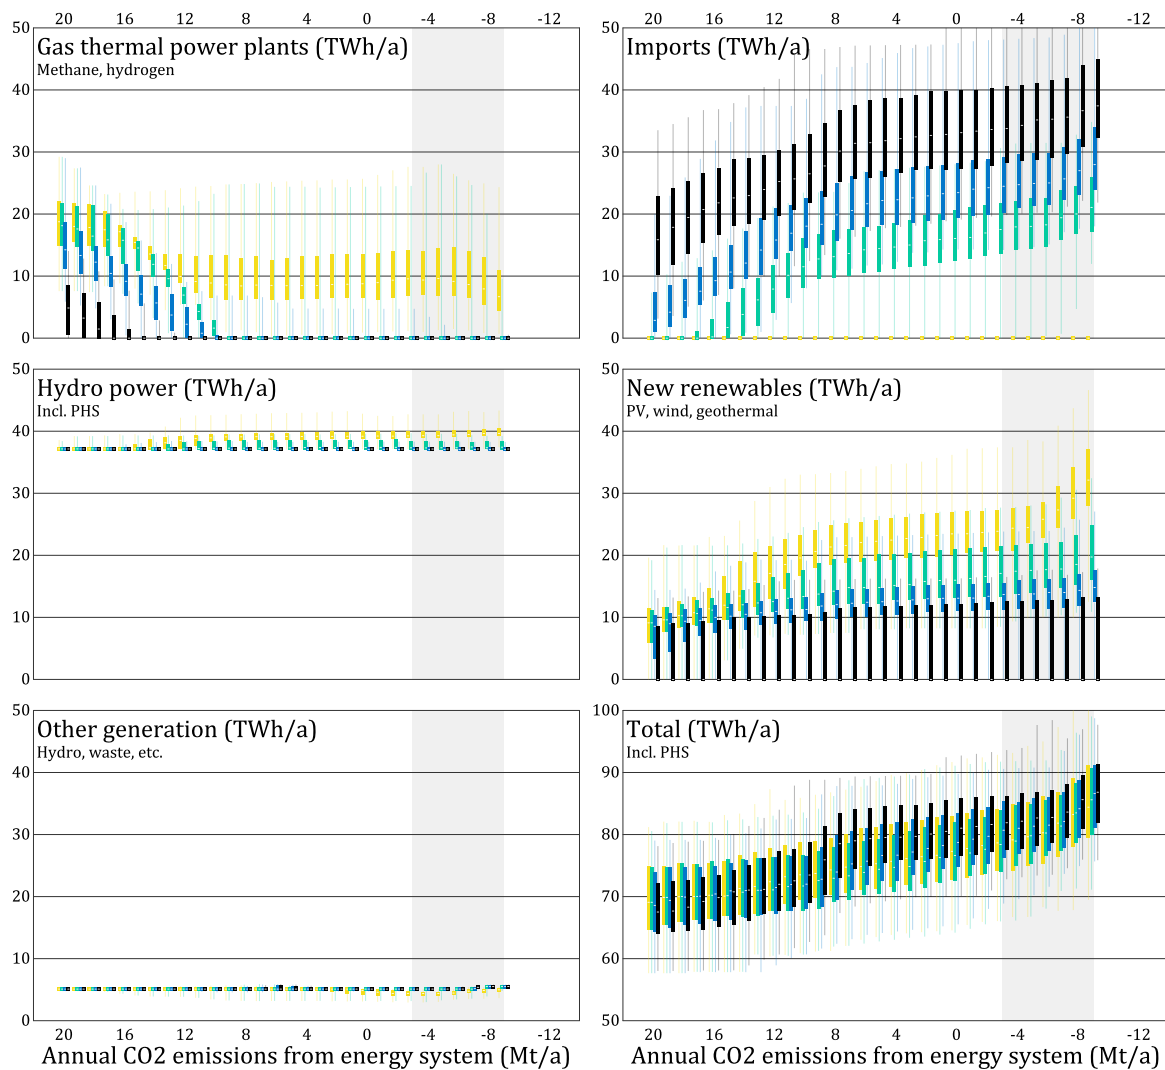 20 16 12 8 4 0 -4 -8 -12
20 16 12 8 4 0 -4 -8 -12
50
40
30
20
10
0
Gas thermal power plants (TWh/a)
Methane, hydrogen
50
40
30
20
10
0
Imports (TWh/a)
50
40
30
20
10
0
Hydro power (TWh/a)
Incl. PHS
50
40
30
20
10
0
New renewables (TWh/a)
PV, wind, geothermal
50
40
30
20
10
0
Other generation (TWh/a)
Hydro, waste, etc.
100
90
80
70
60
50
Total (TWh/a)
Incl. PHS
20 16 12 8 4 0 -4 -8 -12
Annual CO2 emissions from energy system (Mt/a)
20 16 12 8 4 0 -4 -8 -12
Annual CO2 emissions from energy system (Mt/a)